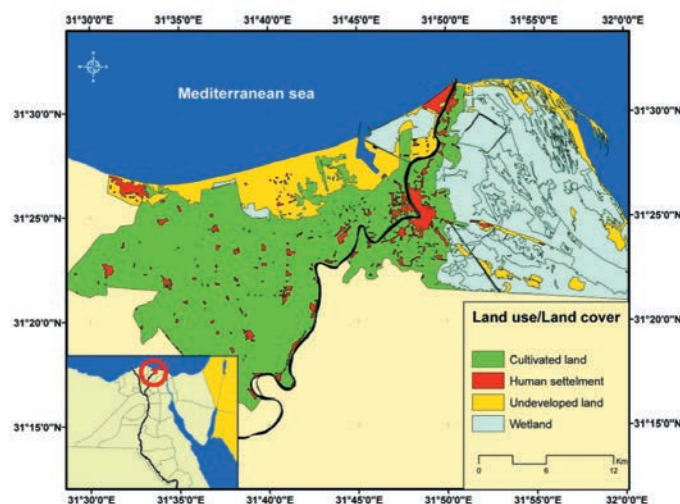 31°30'0"E 31°35'0"E 31°40'0"E 31°45'0"E 31°50'0"E 31°55'0"E 32°0'0"E
Mediterranean sea
31°30'0"N 31°30'0"N
31°25'0"N 31°25'0"N
31°20'0"N 31°20'0"N
31°15'0"N 31°15'0"N
Land use/Land cover
Cultivated land
Human settelment
Undeveloped land
Wetland
Km
0 3 6 12
31°30'0"E 31°35'0"E 31°40'0"E 31°45'0"E 31°50'0"E 31°55'0"E 32°0'0"E